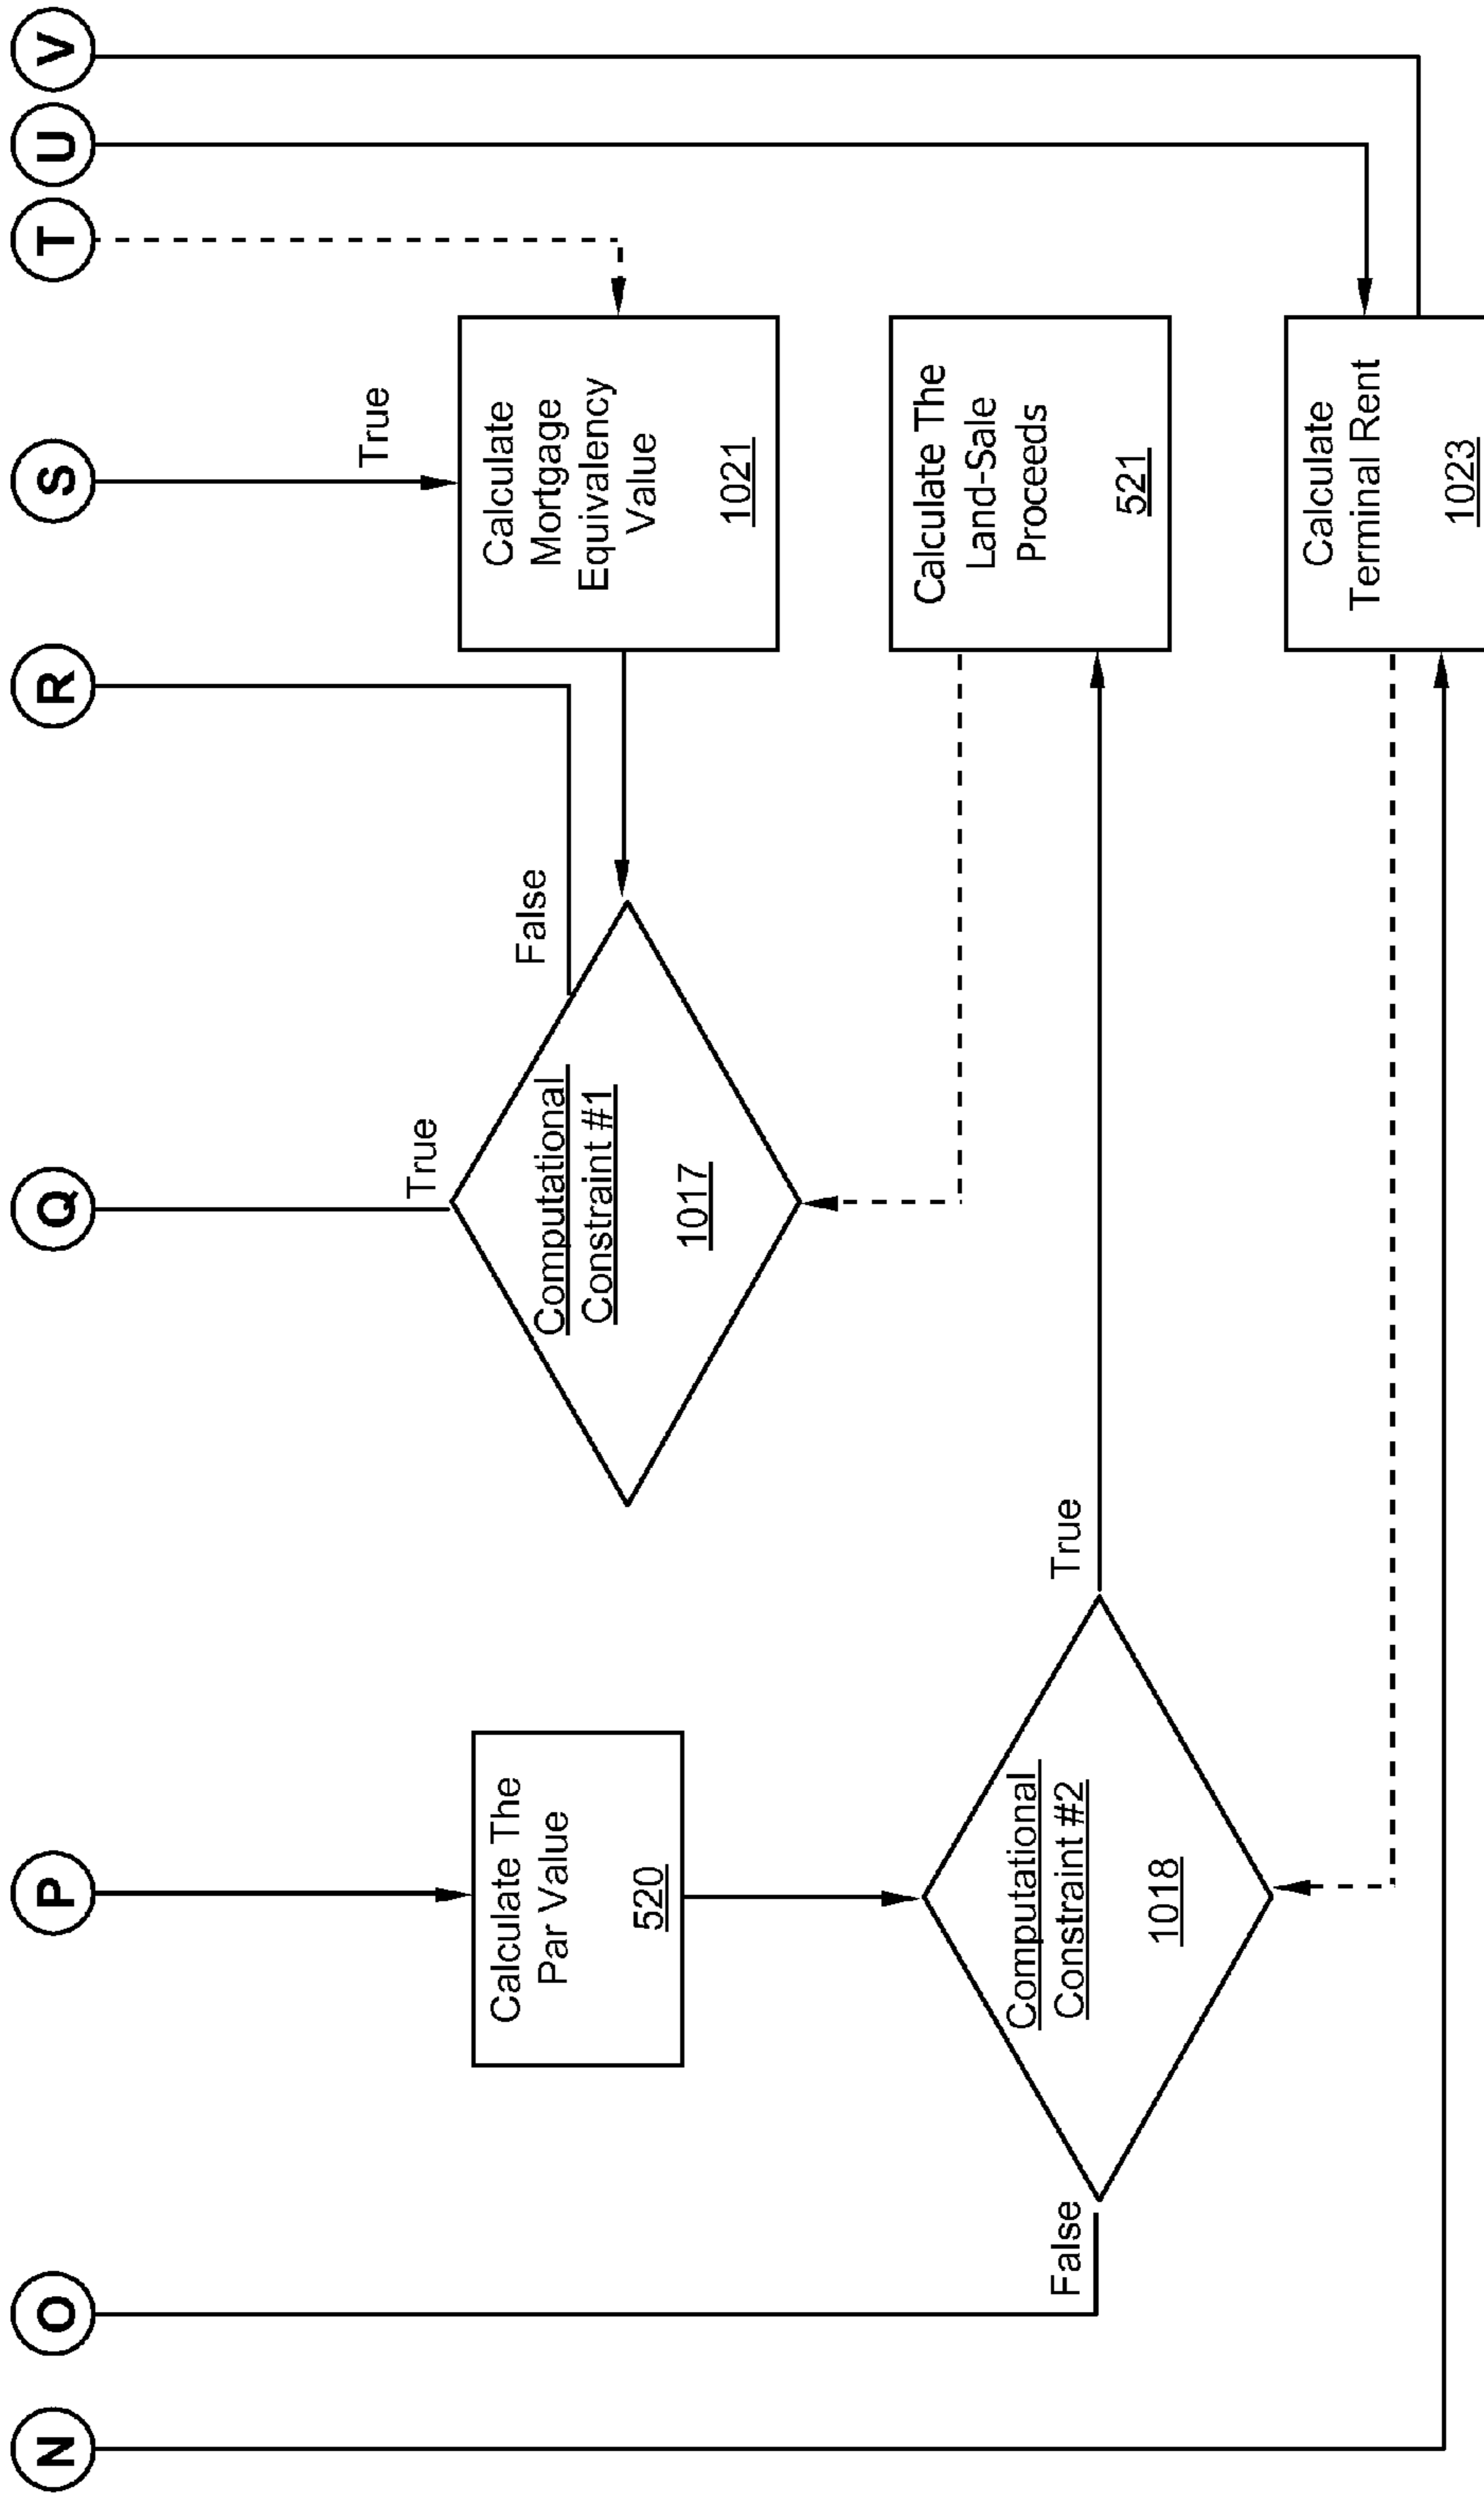 N
O
P
Q
R
S
T
U
V
True
True
False
Calculate The
Par Value
520
Computational
Constraint #1
1017
Calculate
Mortgage
Equivalency
Value
1021
Calculate The
Land-Sale
Proceeds
521
False
Computational
Constraint #2
1018
True
Calculate
Terminal Rent
1023